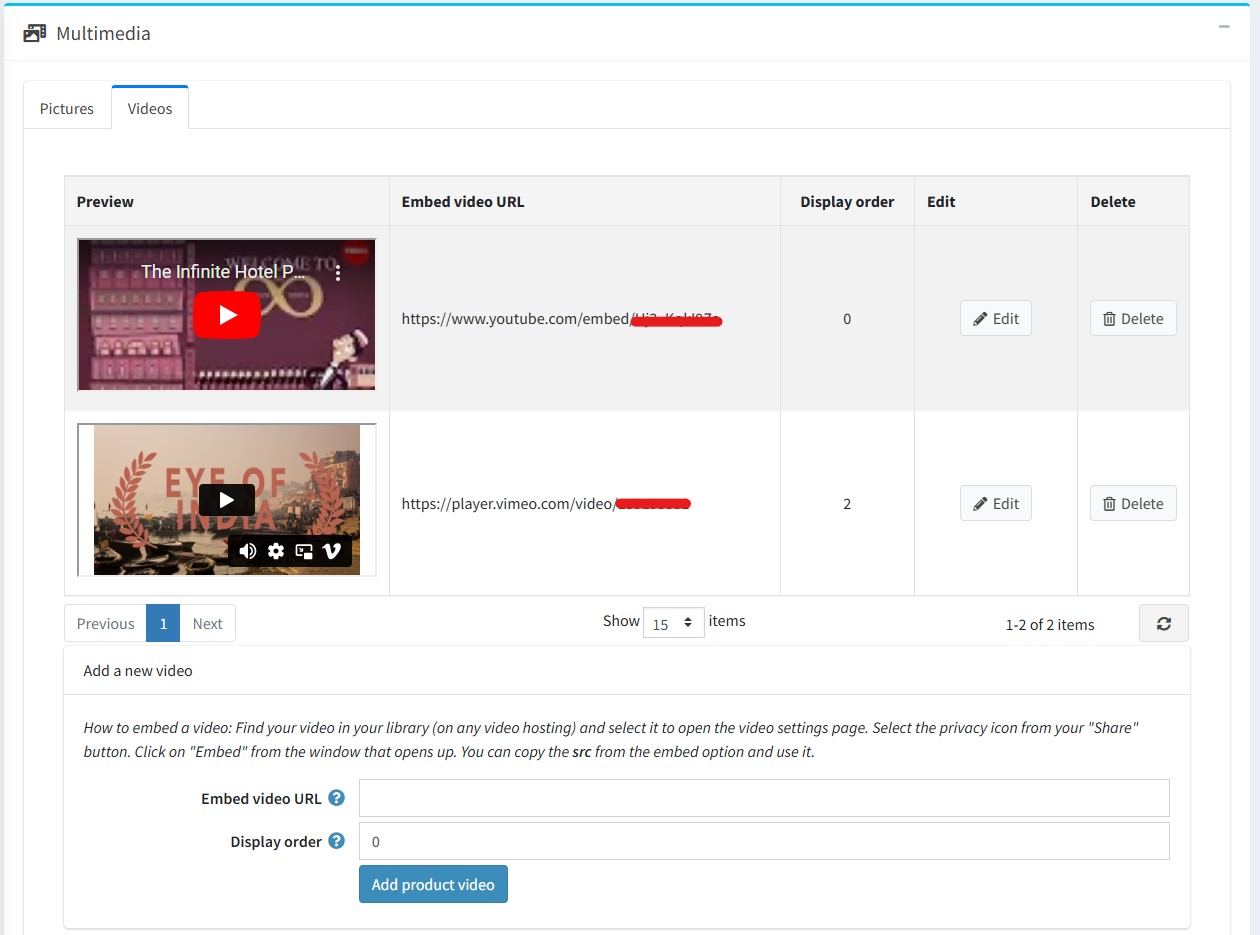 Multimedia
Pictures
Videos
Preview
Embed video URL
Display order
Edit
Delete
The Infinite Hotel P...
WELCOME TO
https://www.youtube.com/embed/
0
Edit
Delete
EYE OF
INDIA
https://player.vimeo.com/video/
2
Edit
Delete
Previous
1
Next
Show 15 items
1-2 of 2 items
Add a new video
How to embed a video: Find your video in your library (on any video hosting) and select it to open the video settings page. Select the privacy icon from your "Share"
button. Click on "Embed" from the window that opens up. You can copy the src from the embed option and use it.
Embed video URL
Display order
0
Add product video